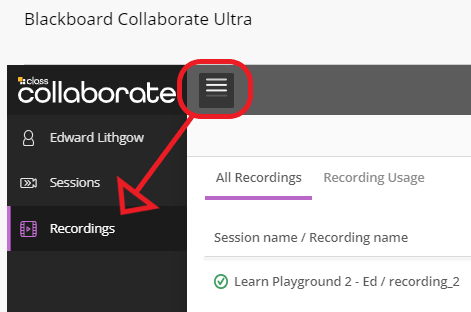 Blackboard Collaborate Ultra
class
collaborate
Edward Lithgow
Sessions
Recordings
All Recordings Recording Usage
Session name / Recording name
Learn Playground 2 - Ed / recording_2